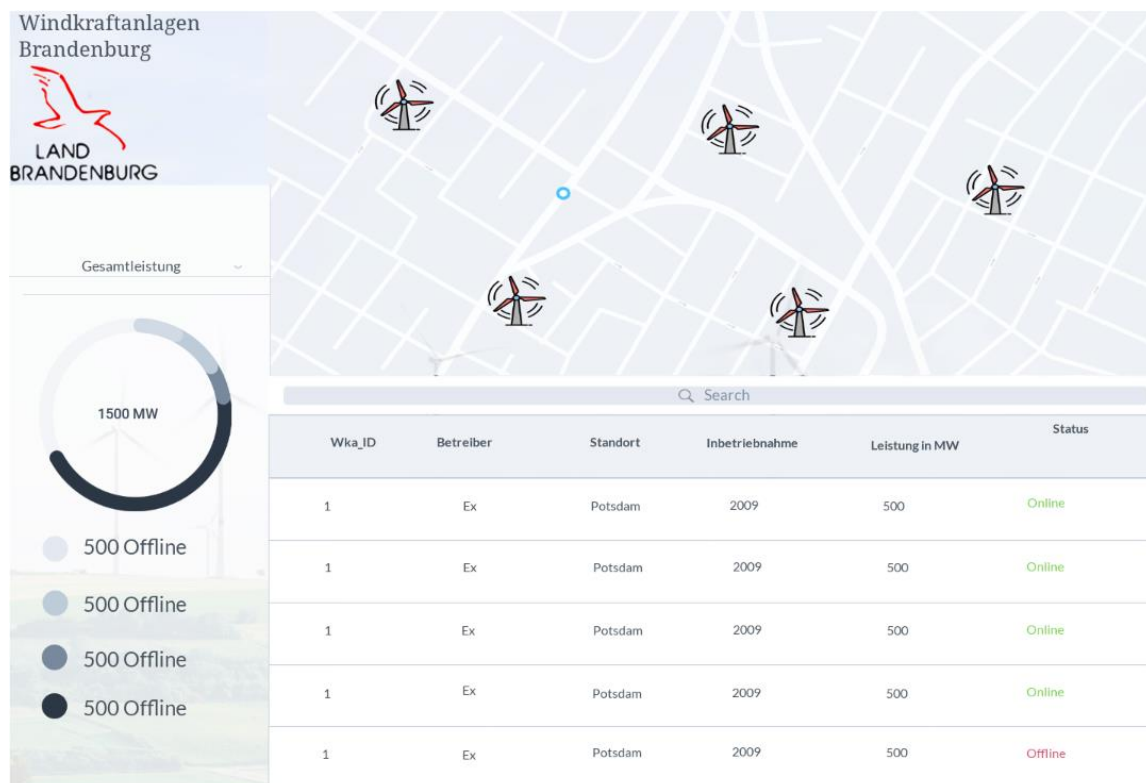 Windkraftanlagen
Brandenburg
LAND
BRANDENBURG
Gesamtleistung
1500 MW
500 Offline
500 Offline
500 Offline
500 Offline
Search
Wka_ID Betreiber Standort Inbetriebnahme Leistung in MW Status
1 Ex Potsdam 2009 500 Online
1 Ex Potsdam 2009 500 Online
1 Ex Potsdam 2009 500 Online
1 Ex Potsdam 2009 500 Online
1 Ex Potsdam 2009 500 Offline